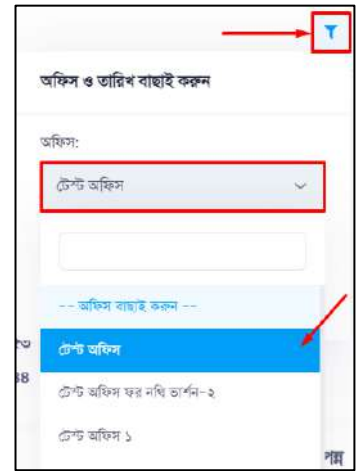 অফিস ও তারিখ বাছাই করুন
অফিস:
টেস্ট অফিস
-- অফিস বাছাই করুন --
টেস্ট অফিস
টেস্ট অফিস ফর নথি ভার্শন-২
টেস্ট অফিস ১